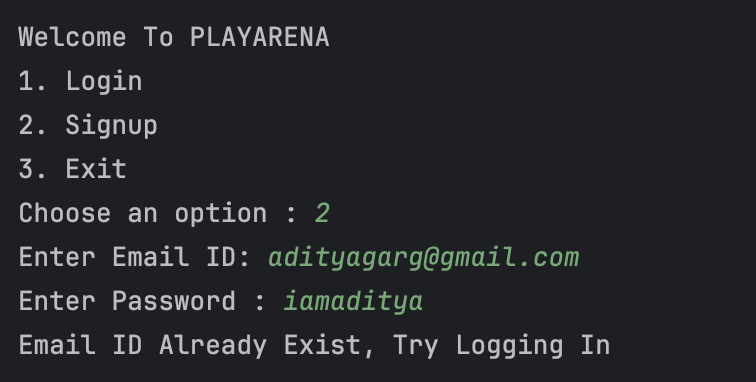 Welcome To PLAYARENA
1. Login
2. Signup
3. Exit
Choose an option : 2
Enter Email ID: adityagarg@gmail.com
Enter Password : iamaditya
Email ID Already Exist, Try Logging In